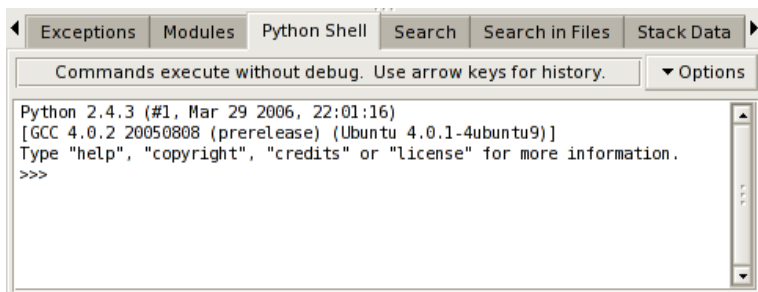 Exceptions Modules Python Shell Search Search in Files Stack Data
Commands execute without debug. Use arrow keys for history. Options
Python 2.4.3 (#1, Mar 29 2006, 22:01:16)
[GCC 4.0.2 20050808 (prerelease) (Ubuntu 4.0.1-4ubuntu9)]
Type "help", "copyright", "credits" or "license" for more information.
>>>